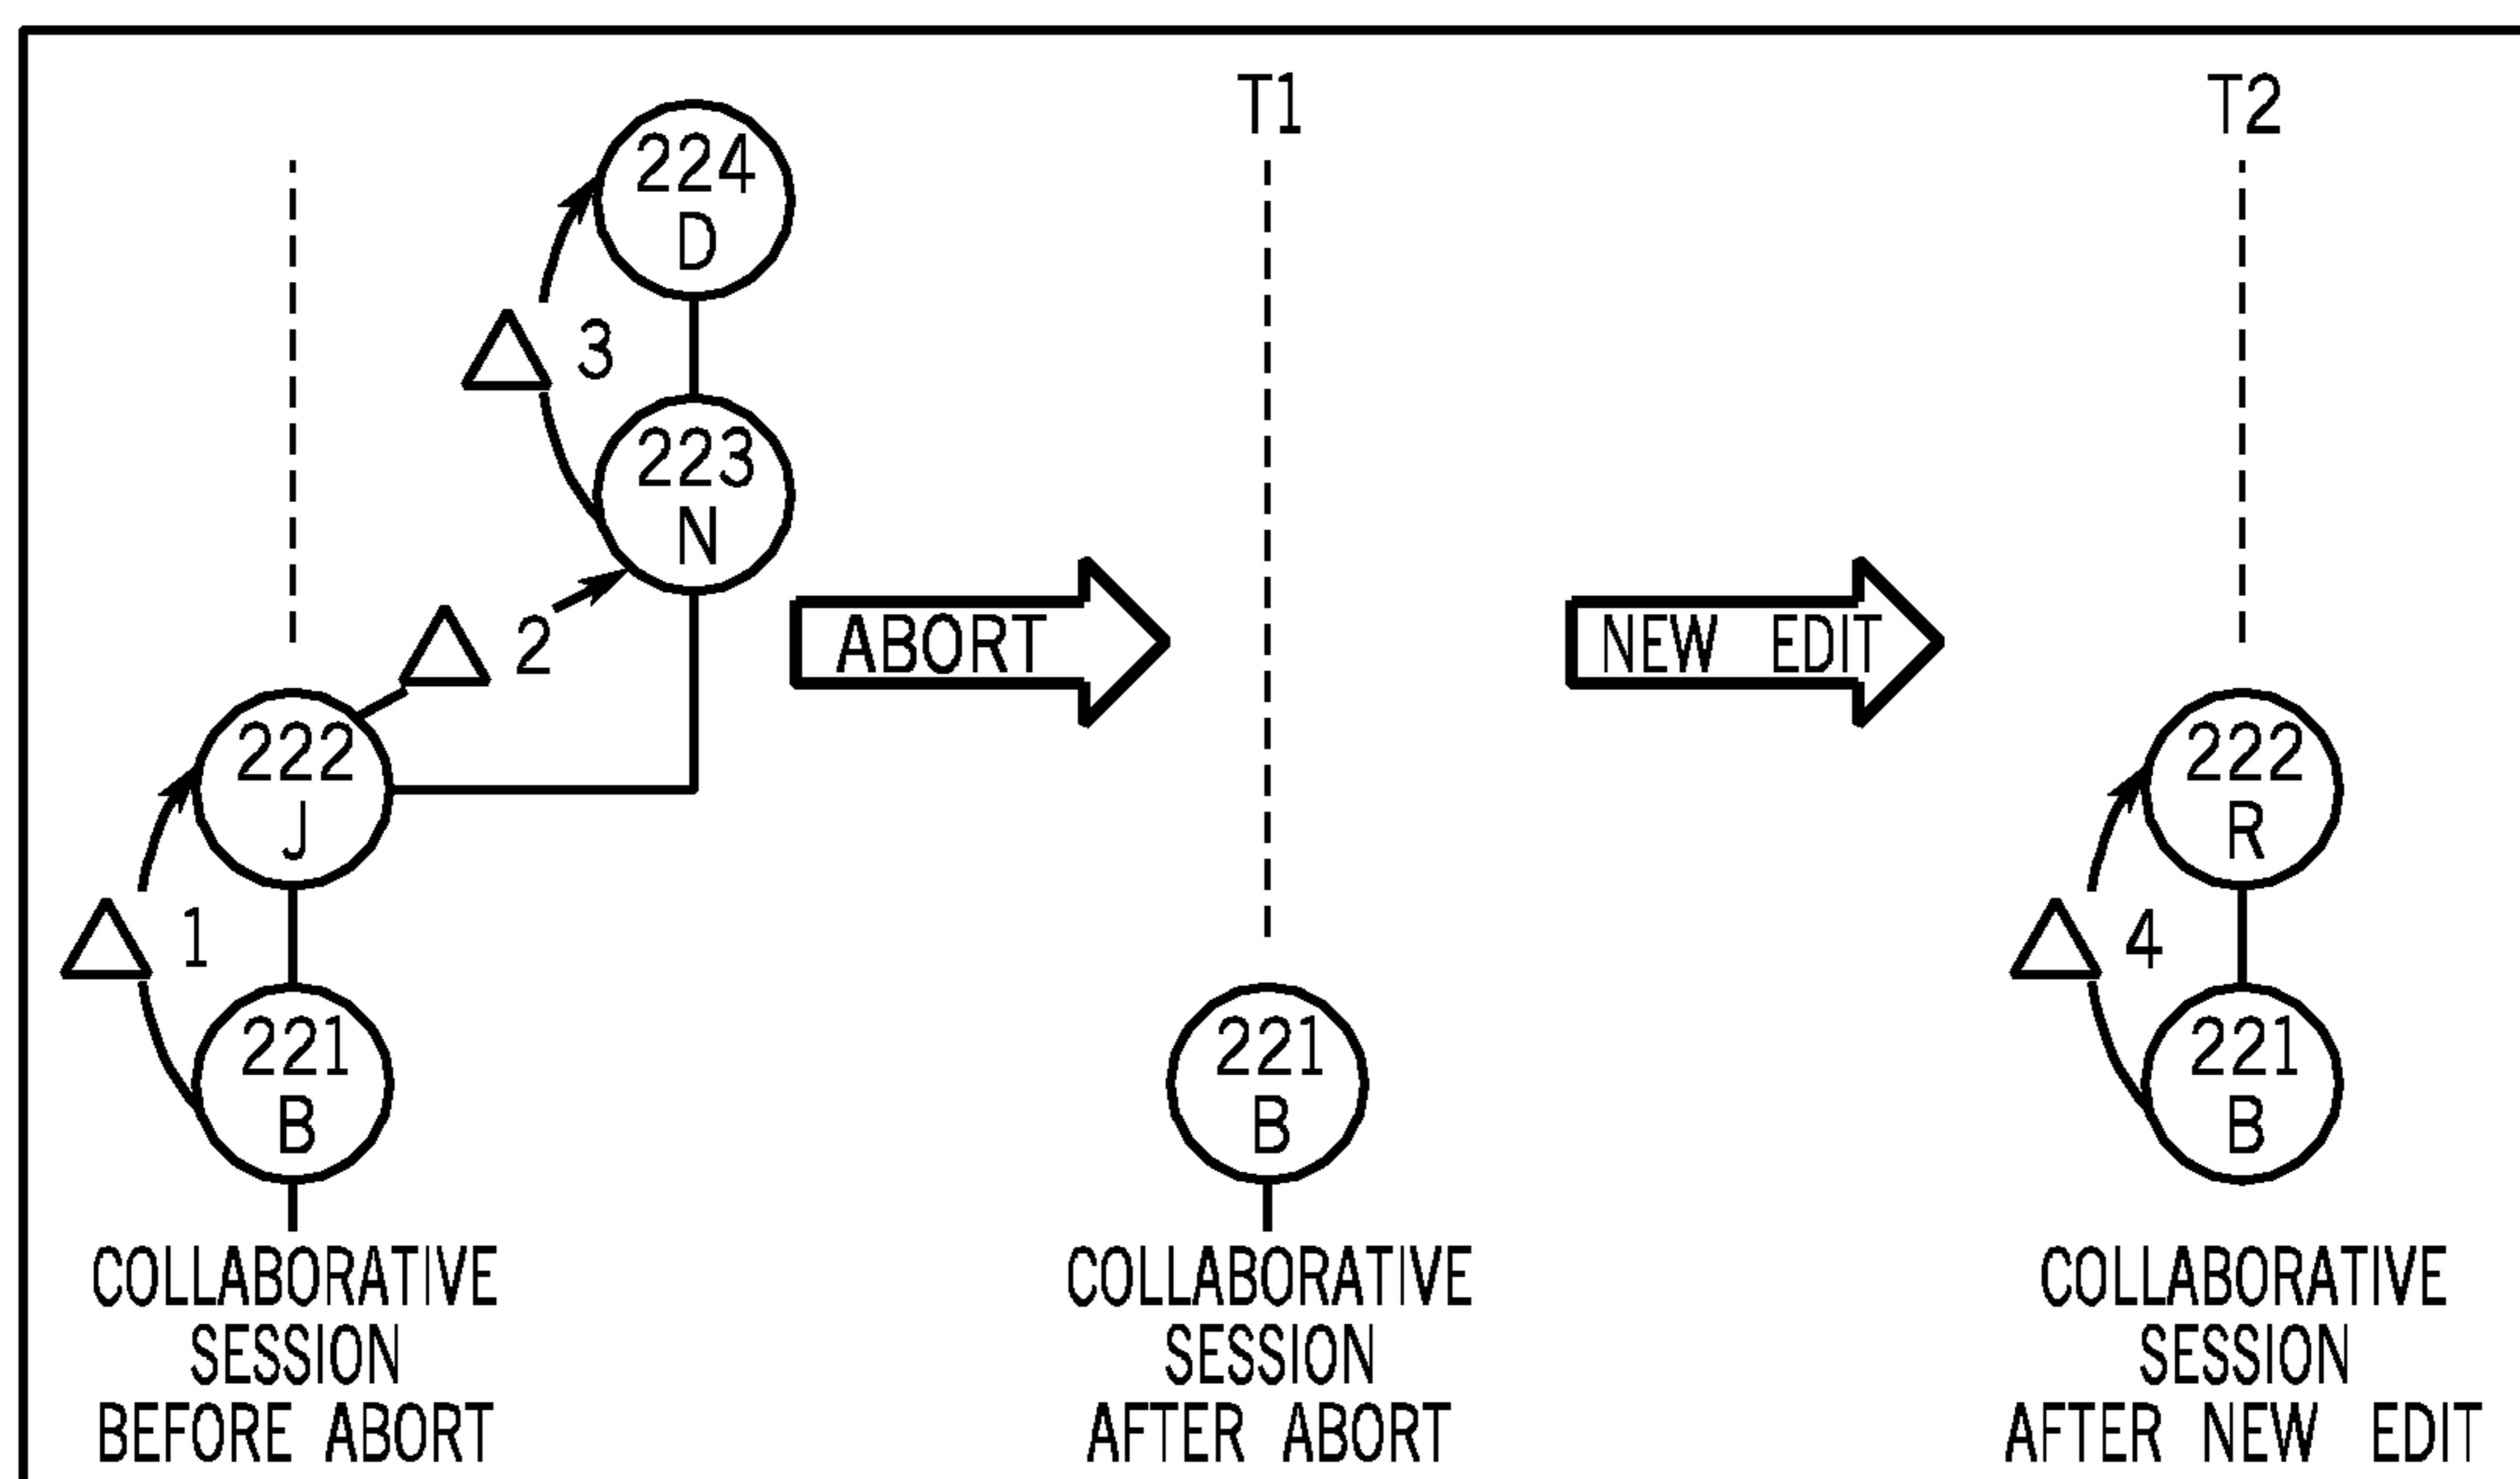 T1
T2
224
D
△ 3
223
N
ABORT
NEW EDIT
△ 2
222
J
222
R
△ 1
△ 4
221
B
221
B
221
B
COLLABORATIVE
SESSION
BEFORE ABORT
COLLABORATIVE
SESSION
AFTER ABORT
COLLABORATIVE
SESSION
AFTER NEW EDIT